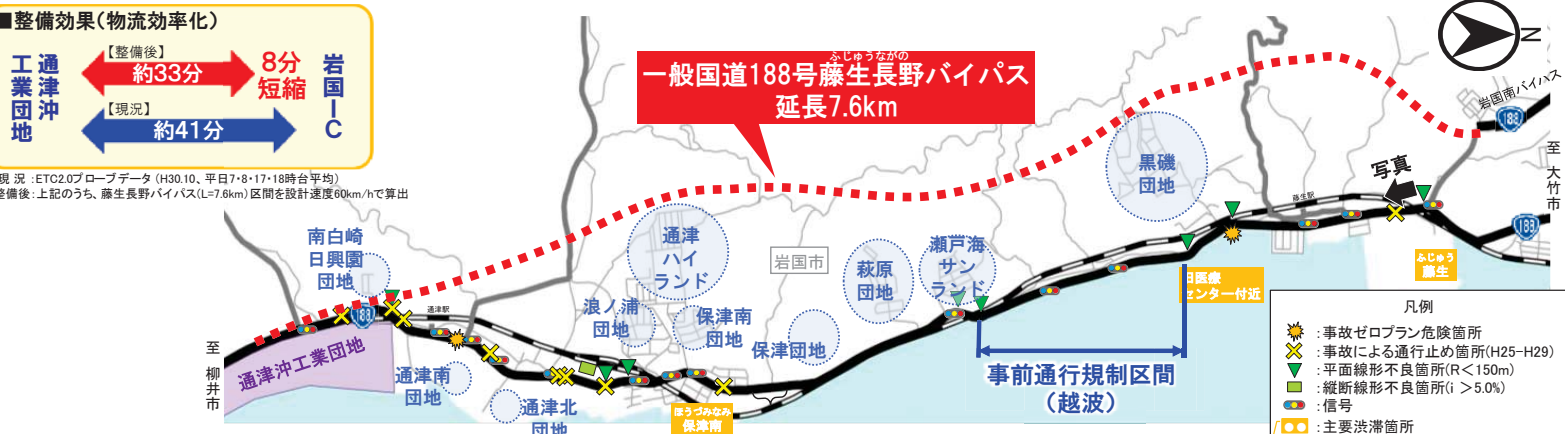 ■整備効果(物流効率化)
通津沖
工業団地
【整備後】
約33分
8分
短縮
【現況】
約41分
岩国IC
現 況 :ETC2.0プローブデータ(H30.10、平日7・8・17・18時台平均)
整備後:上記のうち、藤生長野バイパス(L=7.6km)区間を設計速度60km/hで算出
ふじゅうながの
一般国道188号藤生長野バイパス
延長7.6km
N
岩国南バイパス
188
至 大竹市
写真
藤生駅
黒磯
団地
188
ふじゅう
藤生
旧医療
センター付近
瀬戸海
サン
ランド
萩原
団地
岩国市
通津
ハイ
ランド
南白崎
日興園
団地
188
通津駅
浪ノ浦
団地
保津南
団地
保津団地
至 柳井市
通津沖工業団地
通津南
団地
通津北
団地
ほうづみなみ
保津南
事前通行規制区間
(越波)
凡例
:事故ゼロプラン危険箇所
:事故による通行止め箇所(H25-H29)
:平面線形不良箇所(R<150m)
:縦断線形不良箇所(i >5.0%)
:信号
:主要渋滞箇所